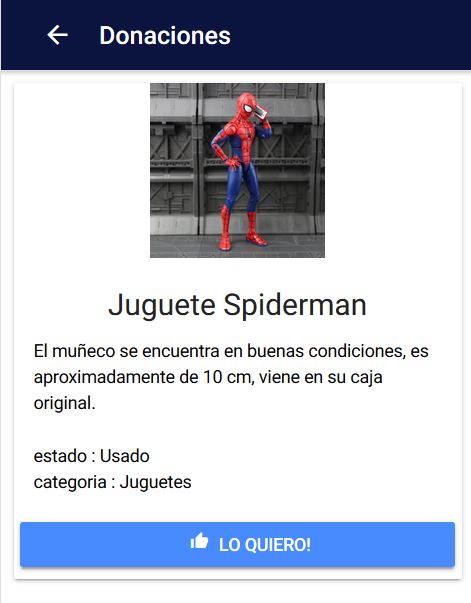 Donaciones
Juguete Spiderman
El muñeco se encuentra en buenas condiciones, es
aproximadamente de 10 cm, viene en su caja
original.
estado : Usado
categoria : Juguetes
LO QUIERO!